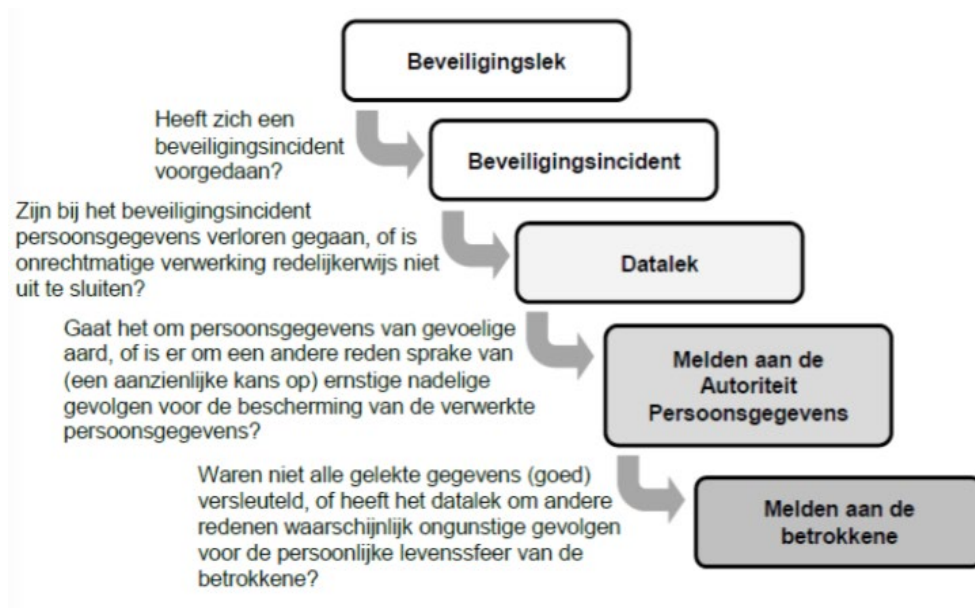 Beveiligingslek
Heeft zich een
beveiligingsincident
voorgedaan?
Beveiligingsincident
Zijn bij het beveiligingsincident
persoonsgegevens verloren gegaan, of is
onrechtmatige verwerking redelijkerwijs niet
uit te sluiten?
Datalek
Gaat het om persoonsgegevens van gevoelige
aard, of is er om een andere reden sprake van
(een aanzienlijke kans op) ernstige nadelige
gevolgen voor de bescherming van de verwerkte
persoonsgegevens?
Melden aan de
Autoriteit
Persoonsgegevens
Waren niet alle gelekte gegevens (goed)
versleuteld, of heeft het datalek om andere
redenen waarschijnlijk ongunstige gevolgen
voor de persoonlijke levenssfeer van de
betrokkene?
Melden aan de
betrokkene